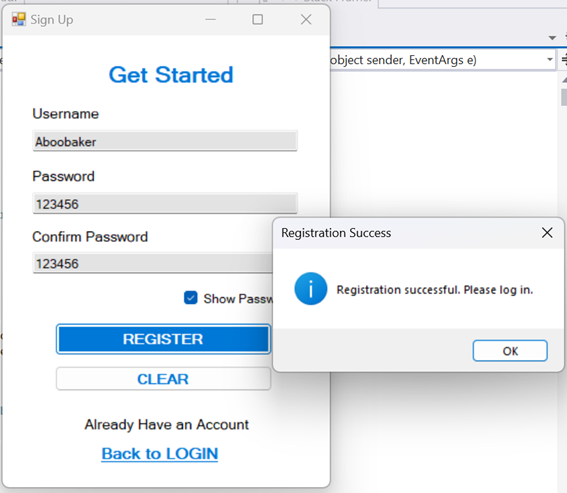 Sign Up
object sender, EventArgs e)
Get Started
Username
Aboobaker
Password
123456
Confirm Password
123456
Show Passw
REGISTER
CLEAR
Already Have an Account
Back to LOGIN
Registration Success
Registration successful. Please log in.
OK